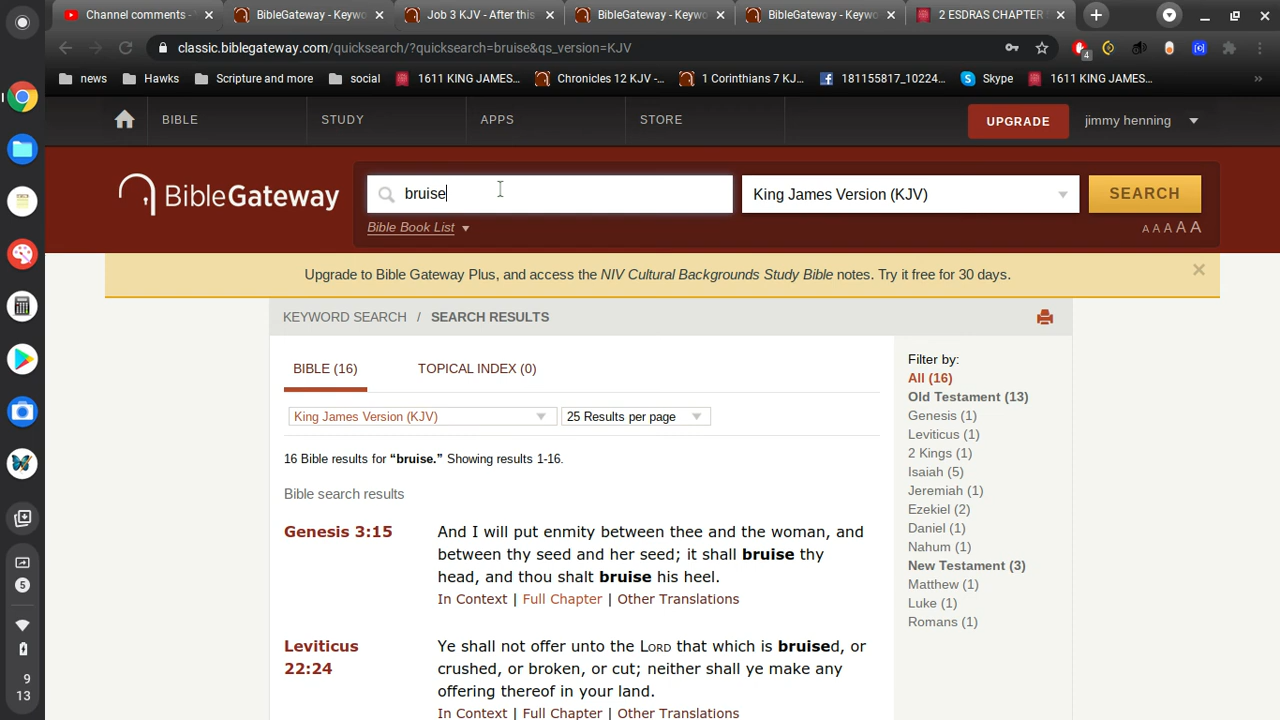 Channel comments -
BibleGateway - Keywo
Job 3 KJV - After this
BibleGateway - Keywo
BibleGateway - Keywo
2 ESDRAS CHAPTER
classic.biblegateway.com/quicksearch/?quicksearch=bruise&qs_version=KJV
4
news
Hawks
Scripture and more
social
1611 KING JAMES...
Chronicles 12 KJV -...
1 Corinthians 7 KJ...
181155817_10224...
Skype
1611 KING JAMES...
»
BIBLE
STUDY
APPS
STORE
UPGRADE
jimmy henning
BibleGateway
bruise
King James Version (KJV)
SEARCH
Bible Book List
A A A A A
Upgrade to Bible Gateway Plus, and access the NIV Cultural Backgrounds Study Bible notes. Try it free for 30 days.
KEYWORD SEARCH / SEARCH RESULTS
BIBLE (16)
TOPICAL INDEX (0)
King James Version (KJV)
25 Results per page
16 Bible results for “bruise.” Showing results 1-16.
Bible search results
Genesis 3:15
And I will put enmity between thee and the woman, and
between thy seed and her seed; it shall bruise thy
head, and thou shalt bruise his heel.
In Context | Full Chapter | Other Translations
Leviticus
22:24
Ye shall not offer unto the Lord that which is bruised, or
crushed, or broken, or cut; neither shall ye make any
offering thereof in your land.
In Context | Full Chapter | Other Translations
Filter by:
All (16)
Old Testament (13)
Genesis (1)
Leviticus (1)
2 Kings (1)
Isaiah (5)
Jeremiah (1)
Ezekiel (2)
Daniel (1)
Nahum (1)
New Testament (3)
Matthew (1)
Luke (1)
Romans (1)
5
9
13